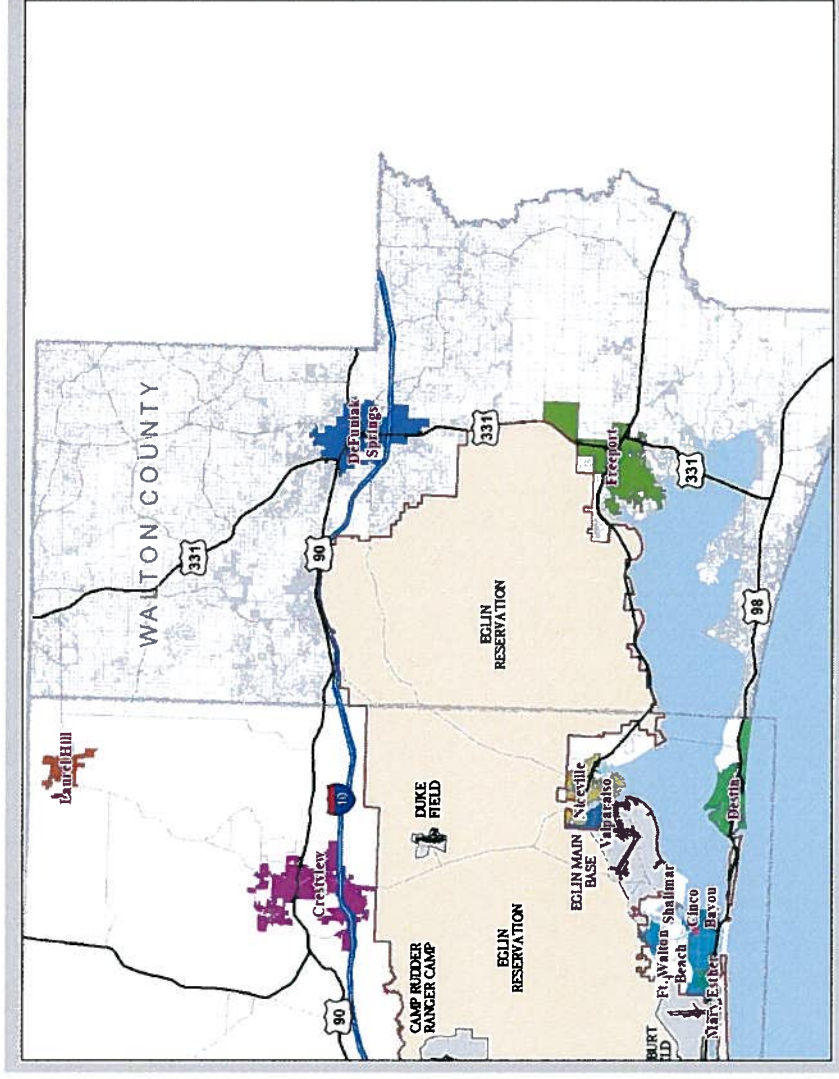 Laurel Hill
WALTON COUNTY
331
90
DeFuniak
Springs
Crestview
10
90
331
DUKE
FIELD
CAMP RUDDER
RANGER CAMP
EGLIN
RESERVATION
EGLIN
RESERVATION
Freeport
Niceville
Valparaiso
EGLIN MAIN
BASE
331
Shalimar
Ft. Walton
Beach
Cinco
Bayou
Mary Esther
Destin
98
BURT
LD